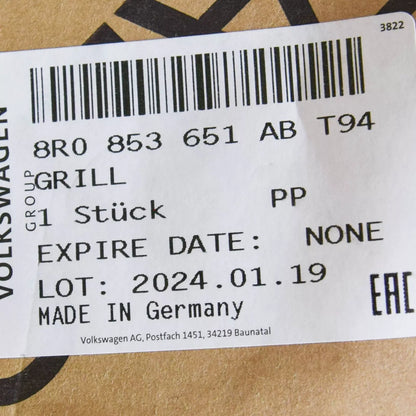 3822
VOLKSWAGEN
GROUP
8R0 853 651 AB T94
GRILL
1 Stück PP
EXPIRE DATE: NONE
LOT: 2024.01.19
MADE IN Germany
EAC
Volkswagen AG, Postfach 1451, 34219 Baunatal